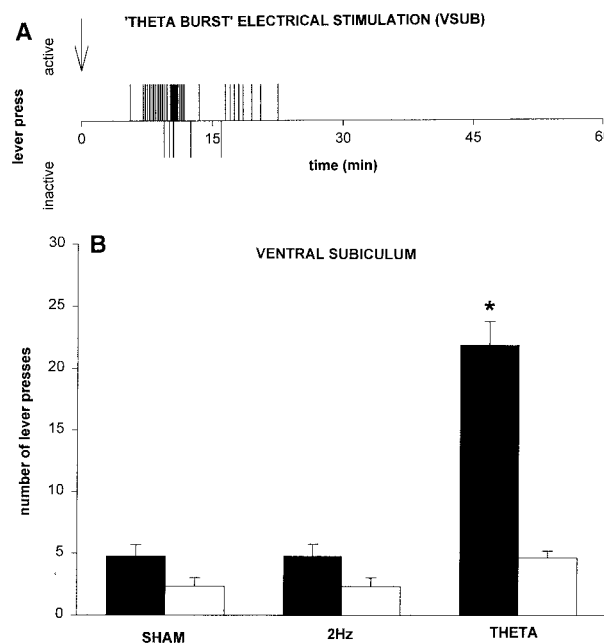 A
'THETA BURST' ELECTRICAL STIMULATION (VSUB)
active
lever press
inactive
0 15 30 45 60
time (min)
B
VENTRAL SUBICULUM
number of lever presses
30
25
20
15
10
5
0
*
SHAM 2Hz THETA